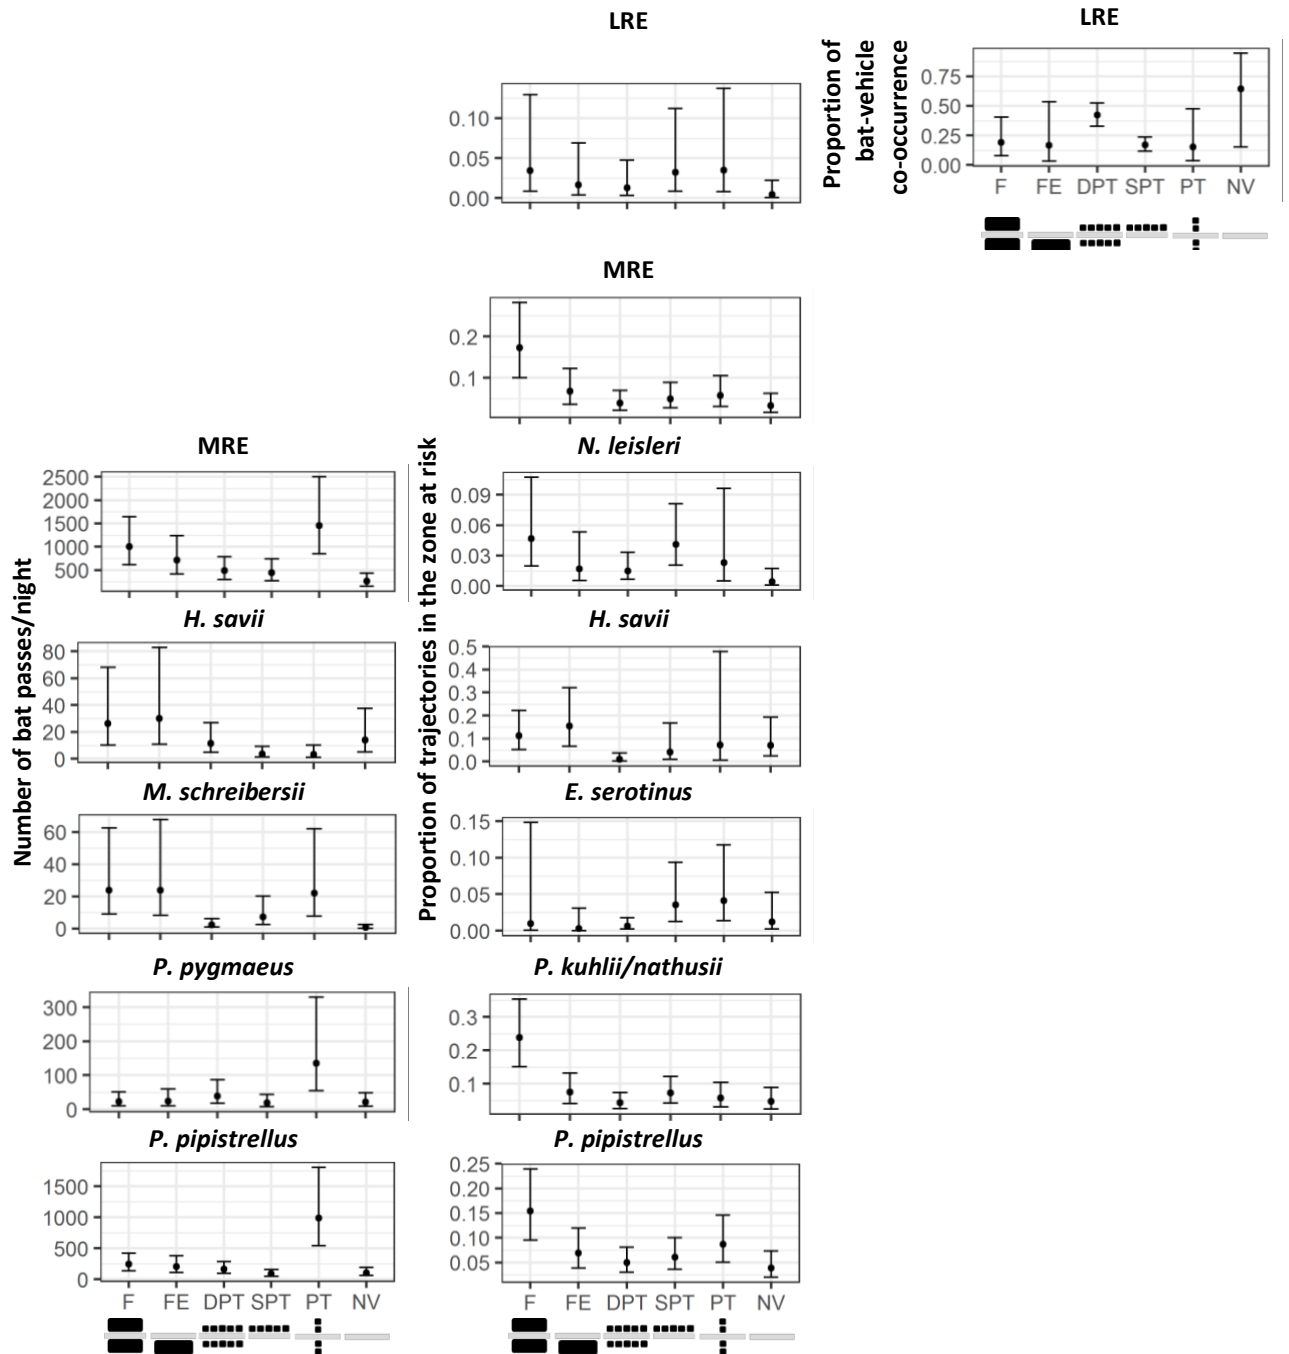 LRE
0.10
0.05
0.00
LRE
Proportion of
bat-vehicle
co-occurrence
0.75
0.50
0.25
0.00
F FE DPT SPT PT NV
MRE
0.2
0.1
Number of bat passes/night
MRE
2500
2000
1500
1000
500
H. savii
80
60
40
20
0
M. schreibersii
60
40
20
0
P. pygmaeus
300
200
100
0
P. pipistrellus
1500
1000
500
0
F FE DPT SPT PT NV
Proportion of trajectories in the zone at risk
N. leisleri
0.09
0.06
0.03
0.00
H. savii
0.5
0.4
0.3
0.2
0.1
0.0
E. serotinus
0.15
0.10
0.05
0.00
P. kuhlii/nathusii
0.3
0.2
0.1
P. pipistrellus
0.25
0.20
0.15
0.10
0.05
F FE DPT SPT PT NV